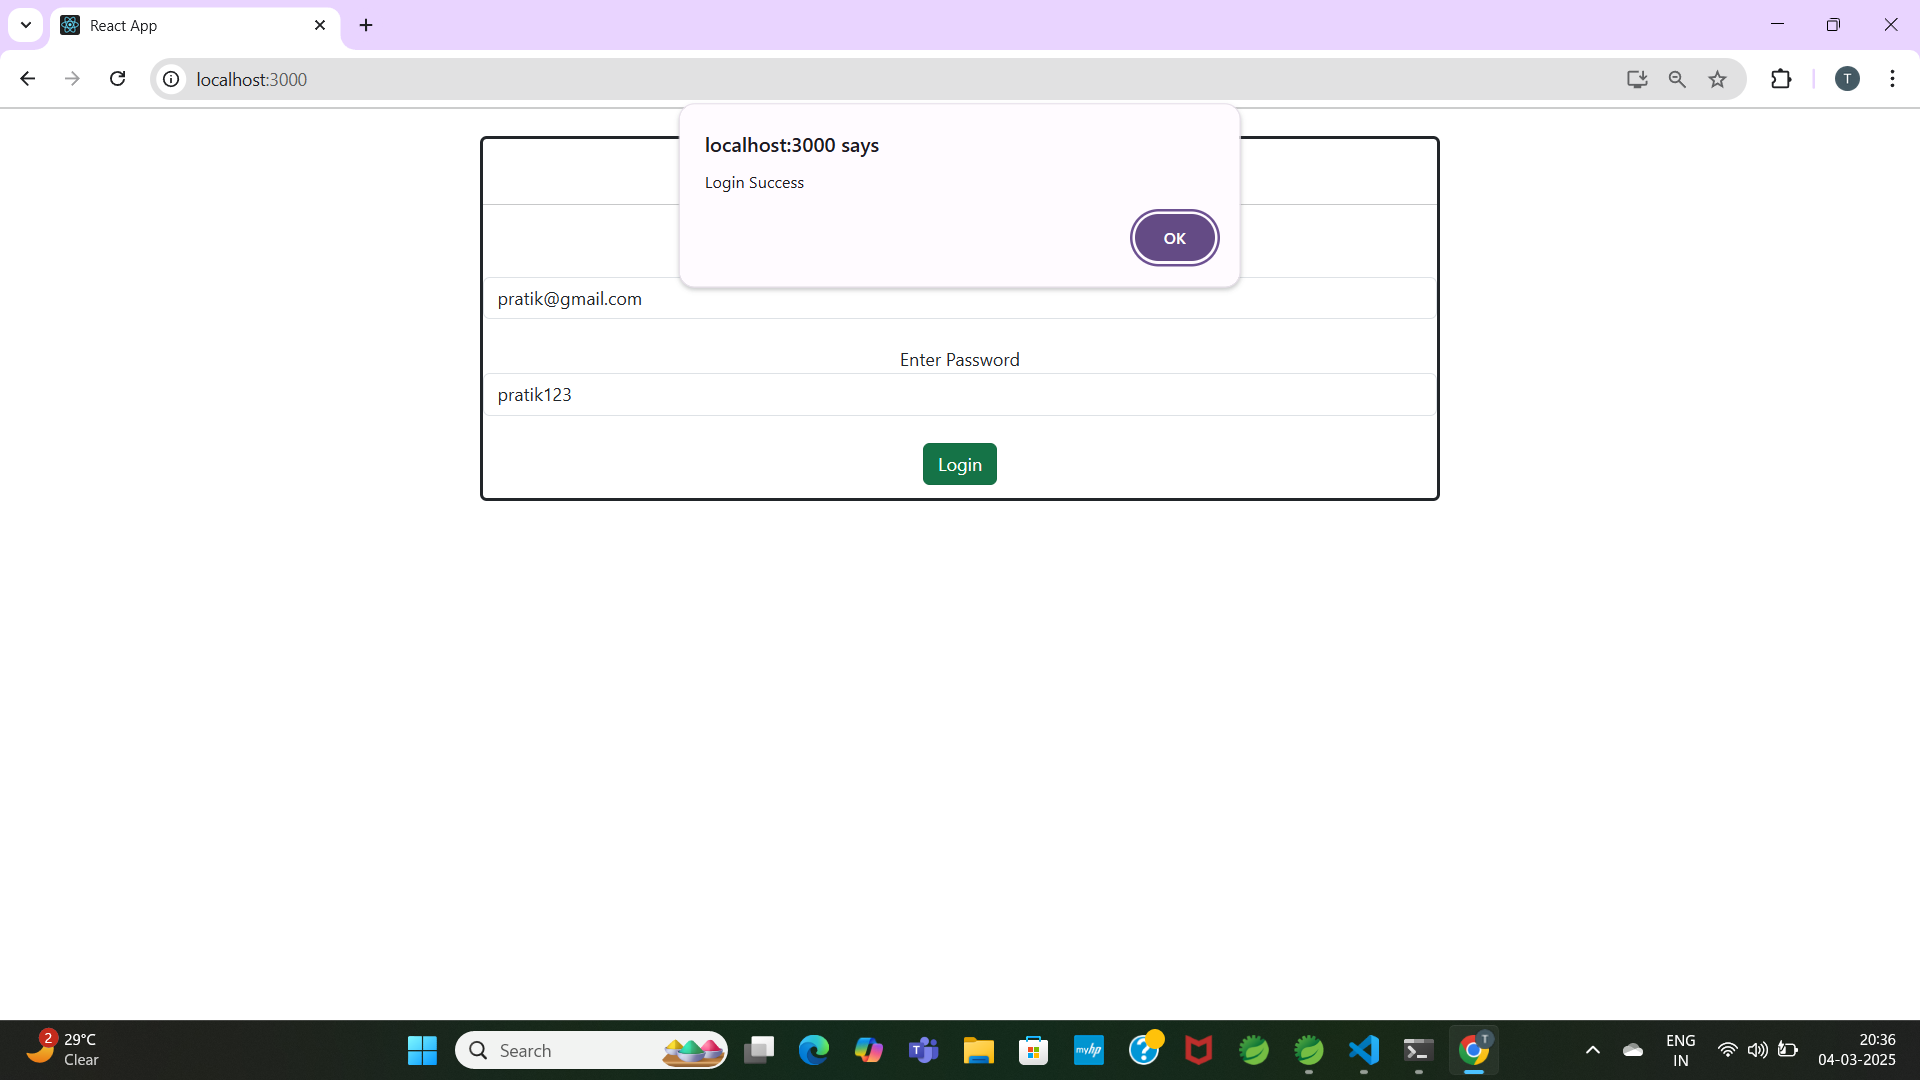 React App
localhost:3000
T
localhost:3000 says
Login Success
OK
pratik@gmail.com
Enter Password
pratik123
Login
2
29°C
Clear
Search
T
myhp
T
ENG
IN
20:36
04-03-2025